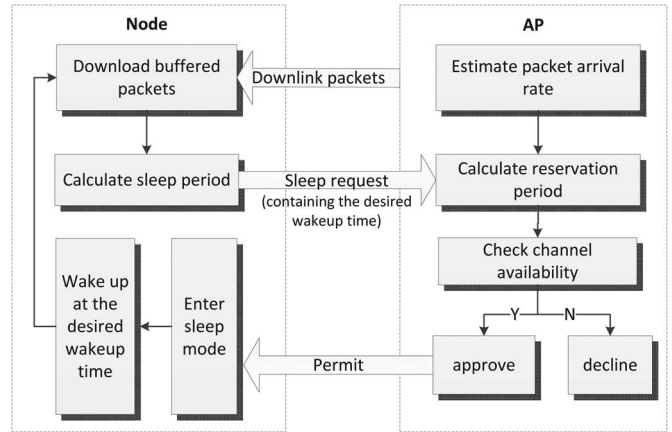 Node
AP
Download buffered
packets
Downlink packets
Estimate packet arrival
rate
Calculate sleep period
Sleep request
(containing the desired
wakeup time)
Calculate reservation
period
Check channel
availability
Wake up
at the
desired
wakeup
time
Enter
sleep
mode
Y
N
Permit
approve
decline